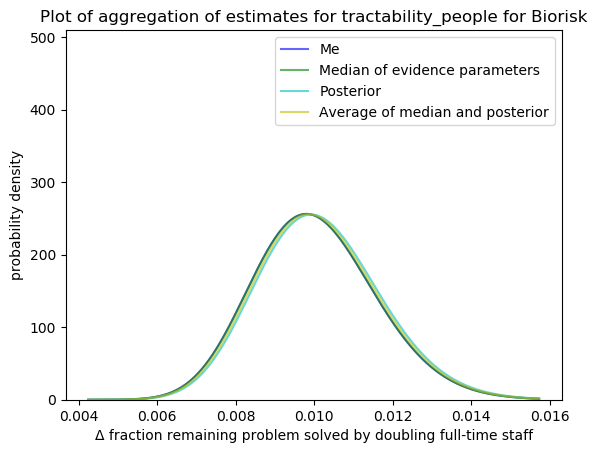 Plot of aggregation of estimates for tractability_people for Biorisk
500
400
300
200
100
0
probability density
Me
Median of evidence parameters
Posterior
Average of median and posterior
0.004 0.006 0.008 0.010 0.012 0.014 0.016
Δ fraction remaining problem solved by doubling full-time staff